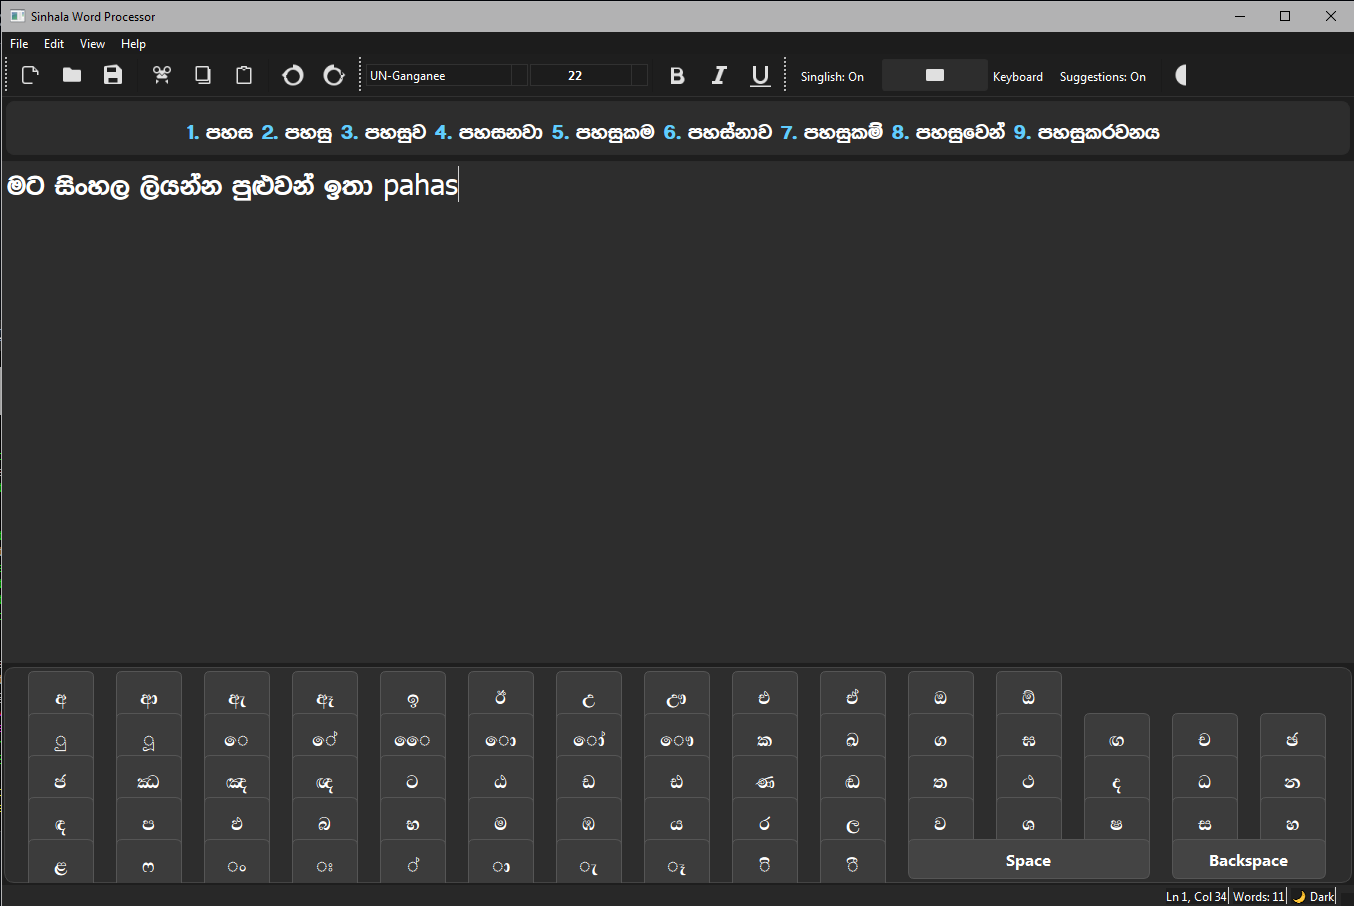 Sinhala Word Processor
File Edit View Help
UN-Ganganee 22 B I U Singlish: On Keyboard Suggestions: On
1. පහස 2. පහසු 3. පහසුව 4. පහසනවා 5. පහසුකම 6. පහස්නාව 7. පහසුකම් 8. පහසුවෙන් 9. පහසුකරවනය
මට සිංහල ලියන්න පුළුවන් ඉතා pahas
අ ආ ඇ ඈ ඉ ඊ උ ඌ එ ඒ ඔ ඕ
ු ූ ෙ ේ ෛ ො ෝ ෞ ක ඛ ග ඝ ඟ ච ඡ
ජ ඣ ඤ ඥ ට ඨ ඩ ඪ ණ ඬ ත ථ ද ධ න
ඳ ප ඵ බ භ ම ඹ ය ර ල ව ශ ෂ ස හ
ළ ෆ ං ඃ ් ා ැ ෑ ි ී Space Backspace
Ln 1, Col 34 Words: 11 Dark